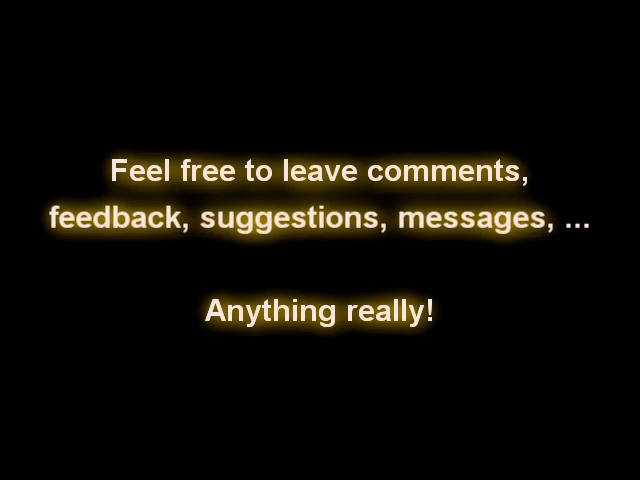 Feel free to leave comments,
feedback, suggestions, messages, ...
Anything really!